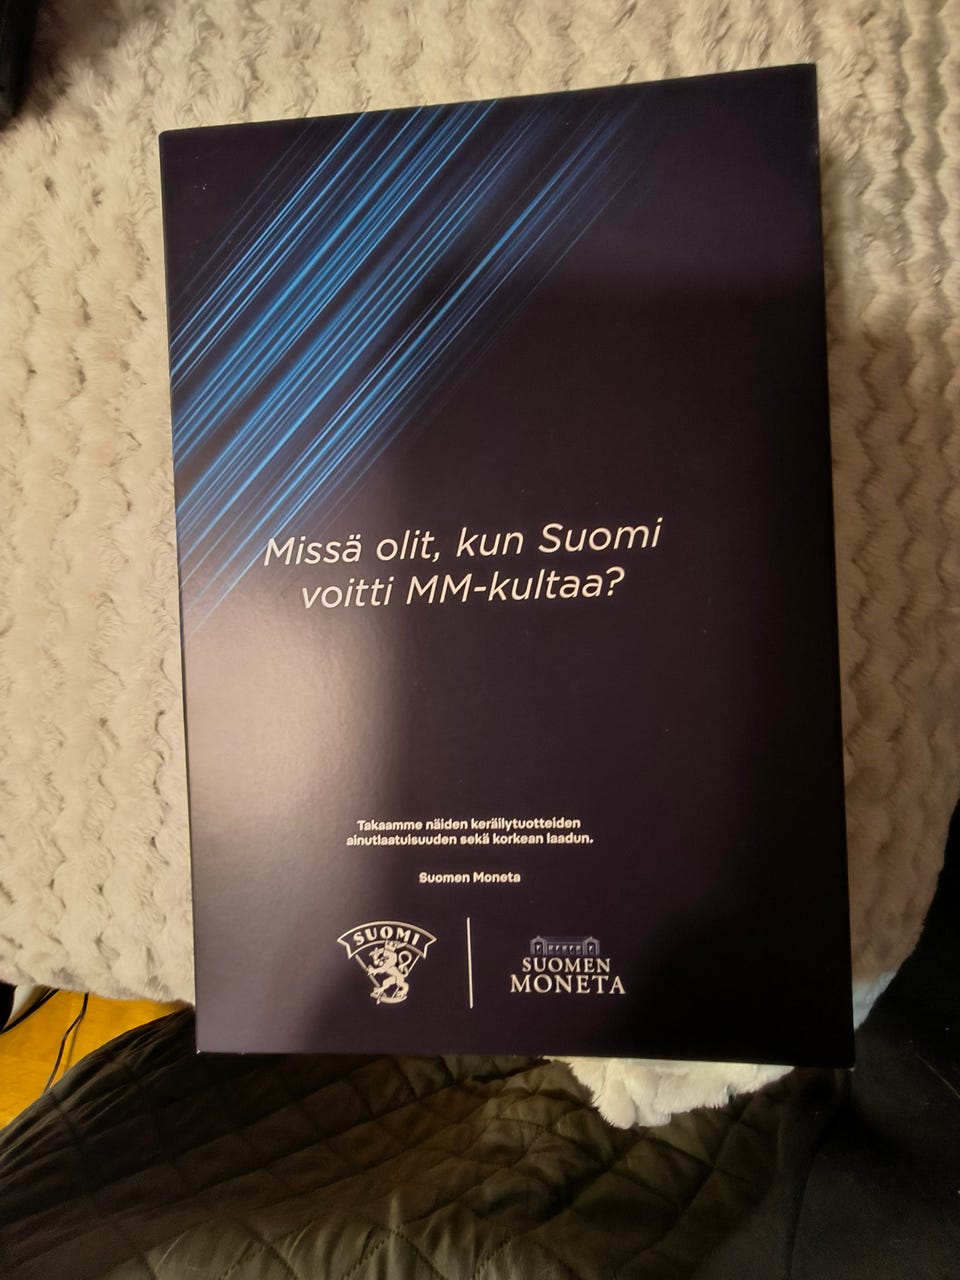 Missä olit, kun Suomi
voitti MM-kultaa?
Takaamme näiden keräilytuotteiden
ainutlaatuisuuden sekä korkean laadun.
Suomen Moneta
SUOMI
SUOMEN
MONETA